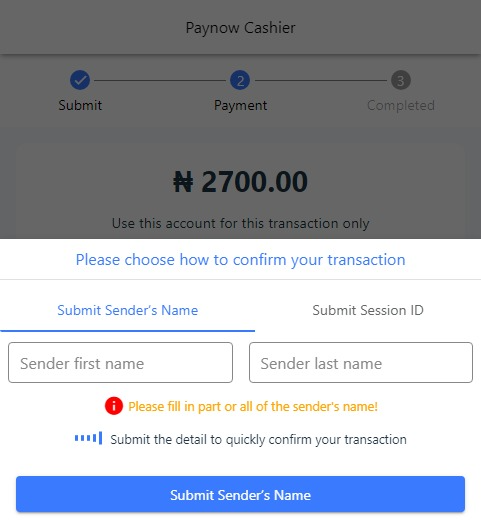 Paynow Cashier
2 3
Submit Payment Completed
₦ 2700.00
Use this account for this transaction only
Please choose how to confirm your transaction
Submit Sender's Name Submit Session ID
Sender first name Sender last name
Please fill in part or all of the sender's name!
Submit the detail to quickly confirm your transaction
Submit Sender's Name